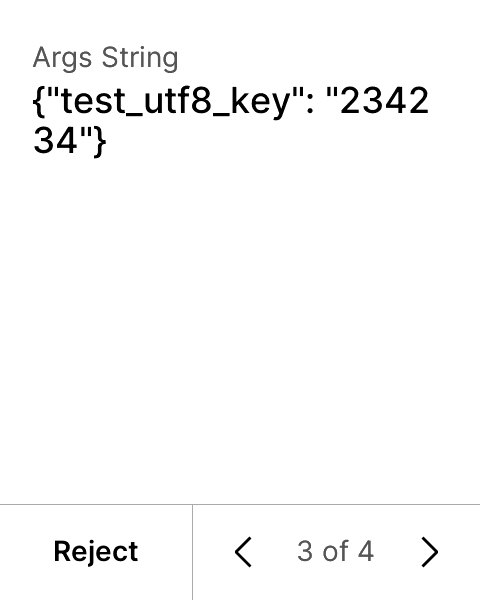 Args String
{"test_utf8_key": "2342
34"}
Reject
3 of 4